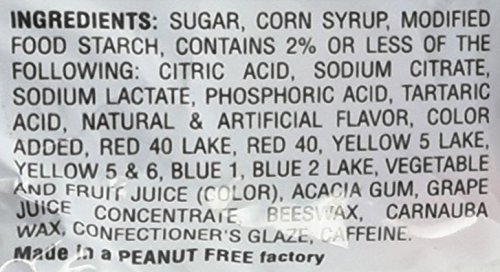 INGREDIENTS: SUGAR, CORN SYRUP, MODIFIED
FOOD STARCH, CONTAINS 2% OR LESS OF THE
FOLLOWING: CITRIC ACID, SODIUM CITRATE,
SODIUM LACTATE, PHOSPHORIC ACID, TARTARIC
ACID, NATURAL & ARTIFICIAL FLAVOR, COLOR
ADDED, RED 40 LAKE, RED 40, YELLOW 5 LAKE,
YELLOW 5 & 6, BLUE 1, BLUE 2 LAKE, VEGETABLE
AND FRUIT JUICE (COLOR), ACACIA GUM, GRAPE
JUICE CONCENTRATE, BEESWAX, CARNAUBA
WAX, CONFECTIONER'S GLAZE, CAFFEINE.
Made in a PEANUT FREE factory